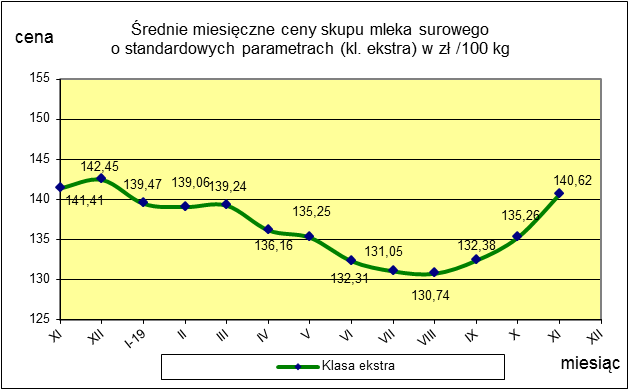 Średnie miesięczne ceny skupu mleka surowego
o standardowych parametrach (kl. ekstra) w zł /100 kg
cena
155
150
145
140
135
130
125
141,41
142,45
139,47
139,06
139,24
136,16
135,25
132,31
131,05
130,74
132,38
135,26
140,62
XI
XII
I-19
II
III
IV
V
VI
VII
VIII
IX
X
XI
XII
miesiąc
Klasa ekstra